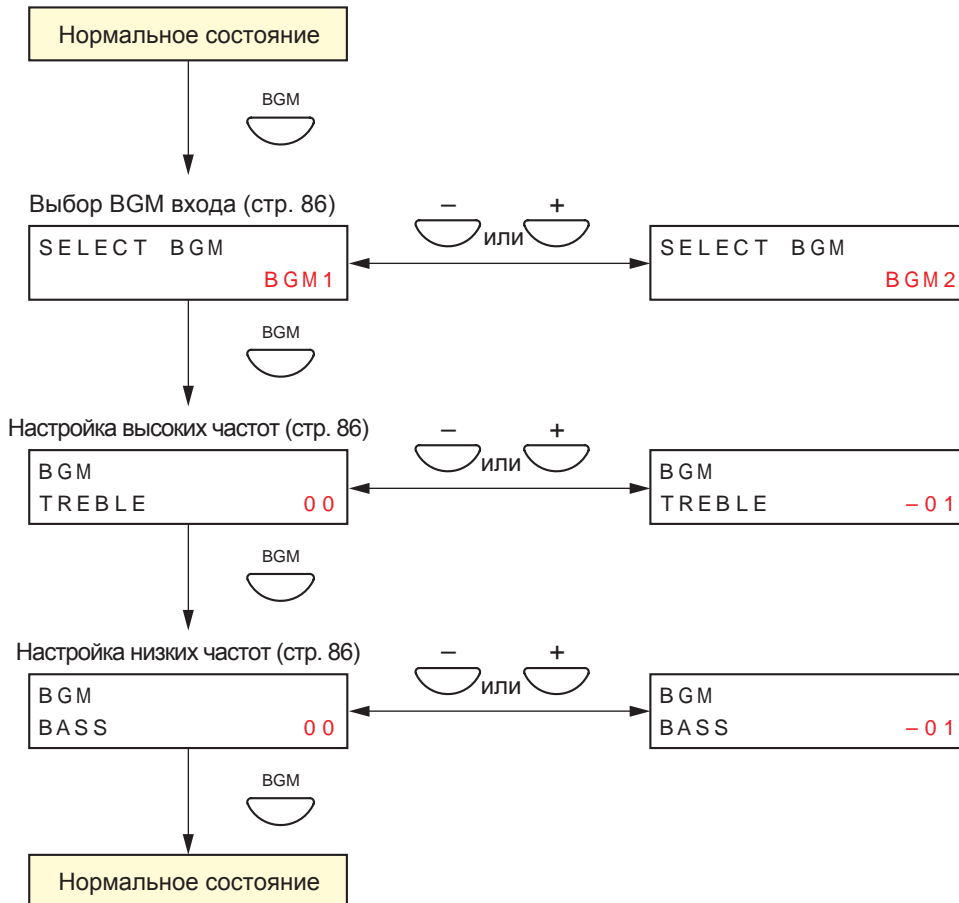 Нормальное состояние
BGM
Выбор BGM входа (стр. 86)
– или +
SELECT BGM
BGM1
SELECT BGM
BGM2
BGM
Настройка высоких частот (стр. 86)
– или +
BGM
TREBLE 00
BGM
TREBLE –01
BGM
Настройка низких частот (стр. 86)
– или +
BGM
BASS 00
BGM
BASS –01
BGM
Нормальное состояние